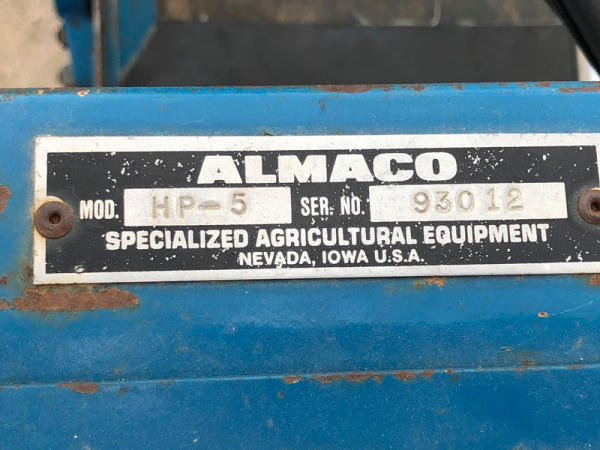 ALMACO
MOD. HP-5 SER. NO. 93012
SPECIALIZED AGRICULTURAL EQUIPMENT
NEVADA, IOWA U.S.A.